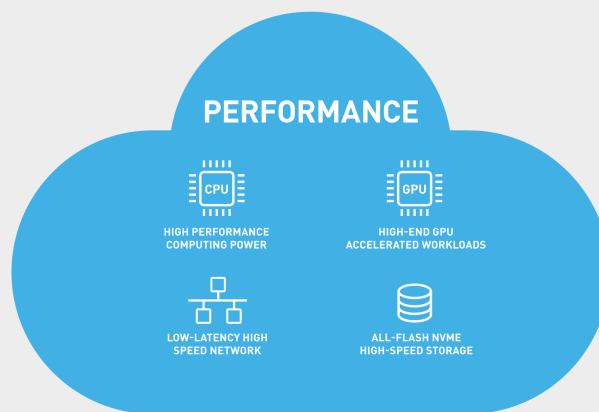 PERFORMANCE
CPU
HIGH PERFORMANCE
COMPUTING POWER
GPU
HIGH-END GPU
ACCELERATED WORKLOADS
LOW-LATENCY HIGH
SPEED NETWORK
ALL-FLASH NVME
HIGH-SPEED STORAGE